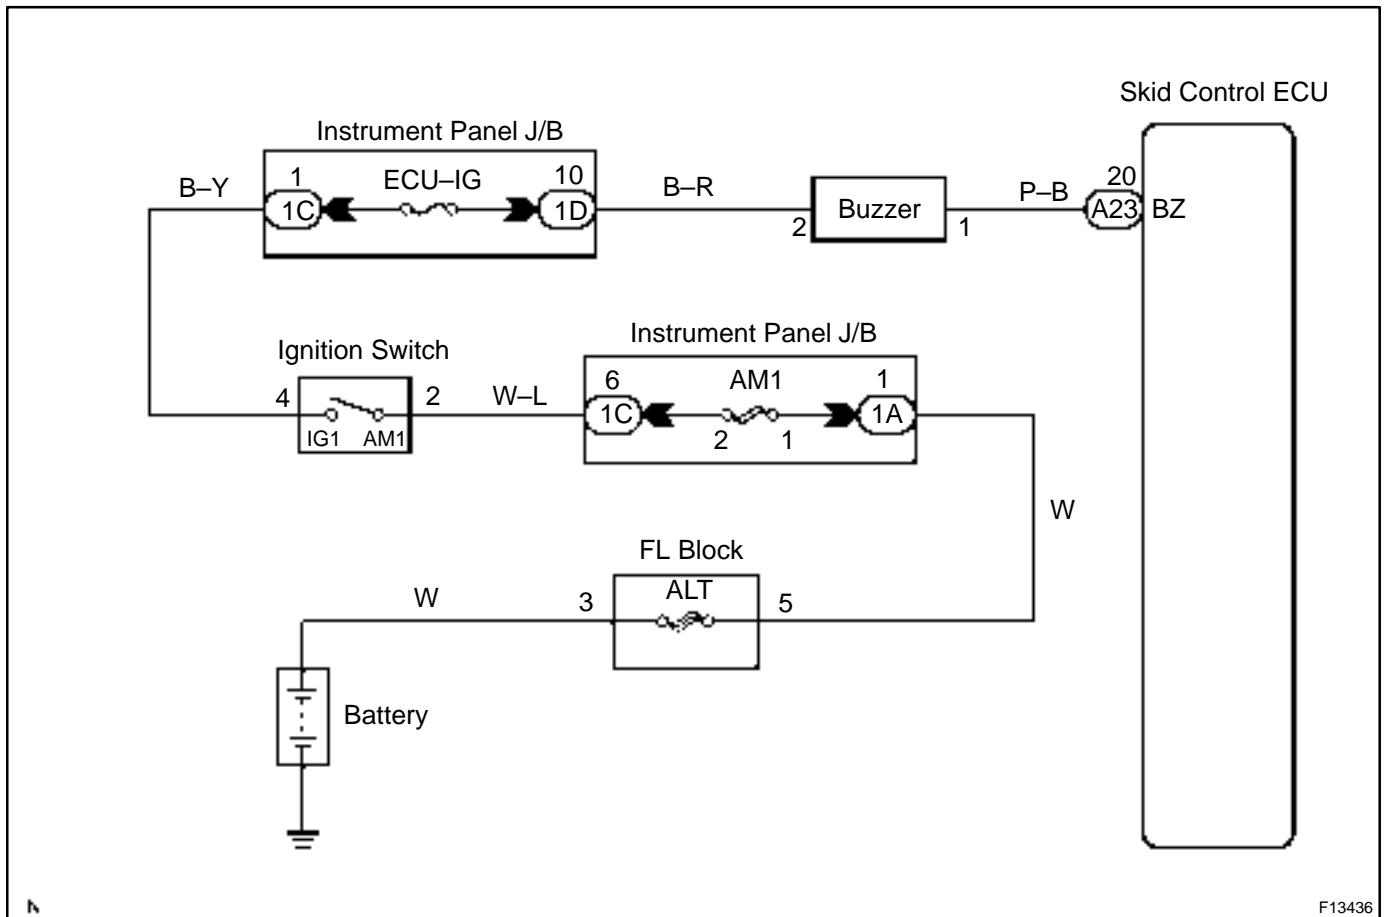 Skid Control ECU
Instrument Panel J/B
B–Y
1
1C
ECU–IG
10
1D
B–R
2
Buzzer
1
P–B
20
A23
BZ
Ignition Switch
4
IG1 AM1
2
W–L
Instrument Panel J/B
6
1C
AM1
2 1
1
1A
W
FL Block
W
3
ALT
5
Battery
F13436